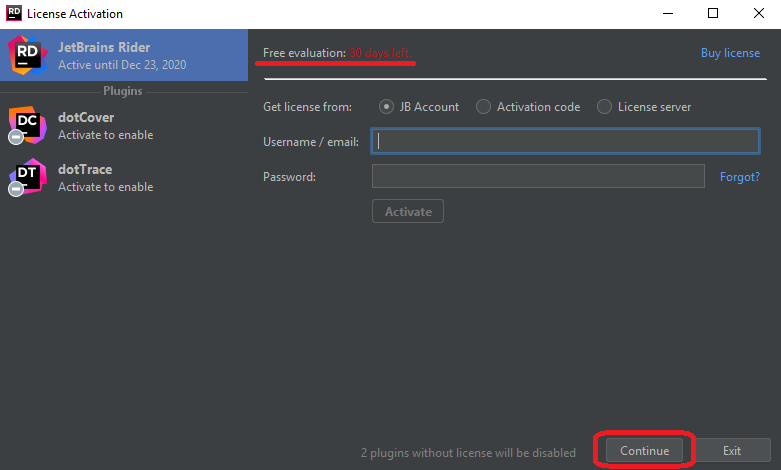 RD License Activation
RD JetBrains Rider
Active until Dec 23, 2020
Plugins
DC dotCover
Activate to enable
DT dotTrace
Activate to enable
Free evaluation: 30 days left. Buy license
Get license from: JB Account Activation code License server
Username / email:
Password: Forgot?
Activate
2 plugins without license will be disabled Continue Exit